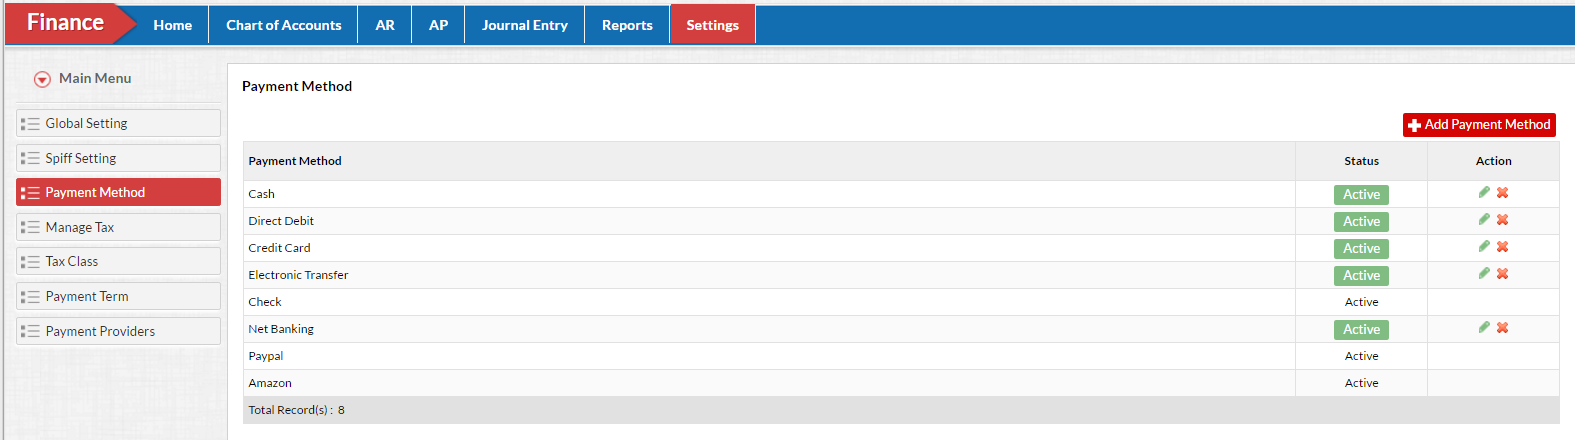 Finance Home Chart of Accounts AR AP Journal Entry Reports Settings
Main Menu
Global Setting
Spiff Setting
Payment Method
Manage Tax
Tax Class
Payment Term
Payment Providers
Payment Method
Add Payment Method
Payment Method Status Action
Cash Active
Direct Debit Active
Credit Card Active
Electronic Transfer Active
Check Active
Net Banking Active
Paypal Active
Amazon Active
Total Record(s) : 8